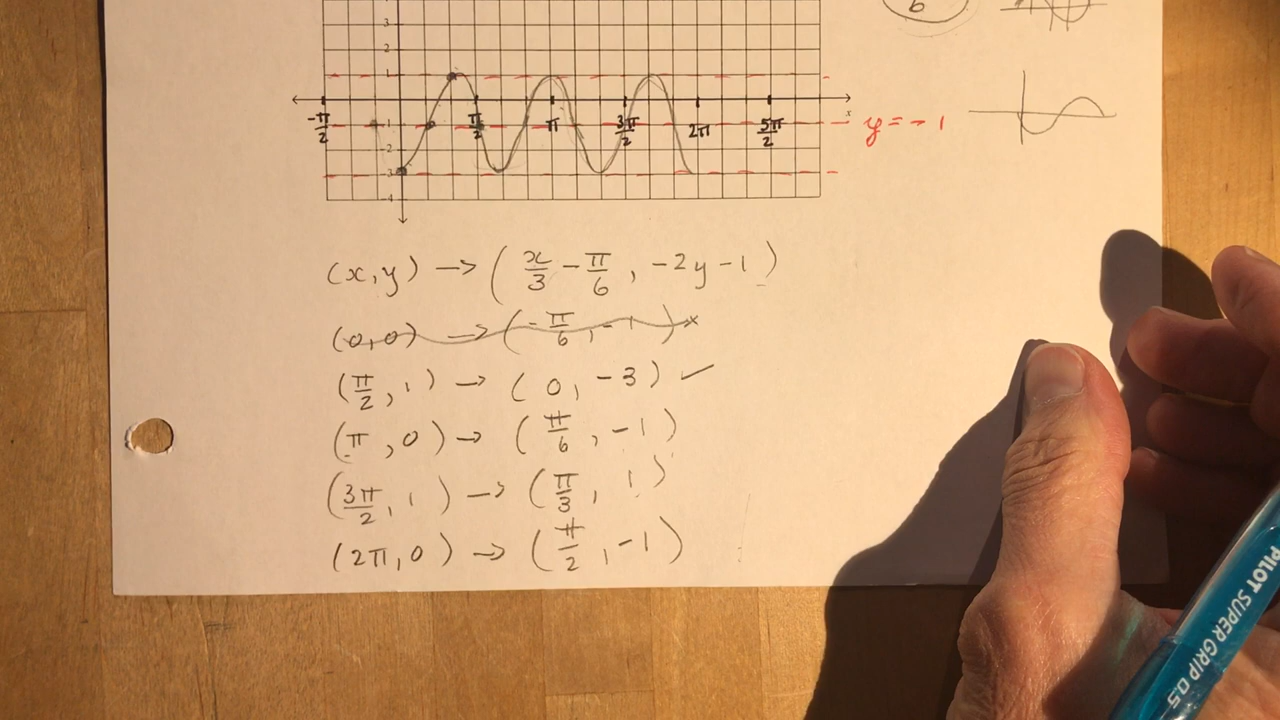 b
3
2
1
-π/2 π/2 π 3π/2 2π 5π/2 x
-1 y = -1
-2
-3
-4
(x,y) → (x/3 - π/6, -2y-1)
(0,0) → (-π/6, -1)
(π/2, 1) → (0, -3) ✓
(π, 0) → (π/6, -1)
(3π/2, 1) → (π/3, 1)
(2π, 0) → (π/2, -1)
PILOT SUPER GRIP 0.5